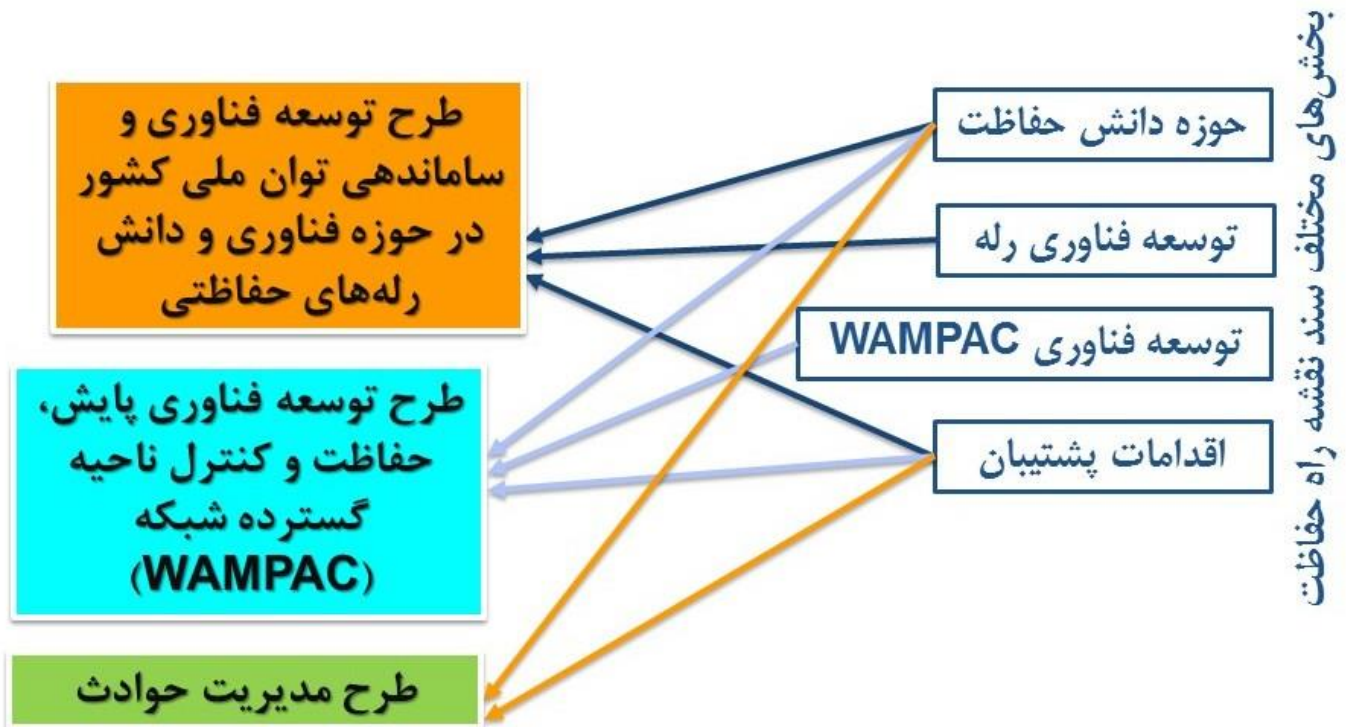 بخش‌های مختلف سند نقشه راه حفاظت
حوزه دانش حفاظت
توسعه فناوری رله
توسعه فناوری WAMPAC
اقدامات پشتیبان
طرح توسعه فناوری و
ساماندهی توان ملی کشور
در حوزه فناوری و دانش
رله‌های حفاظتی
طرح توسعه فناوری پایش،
حفاظت و کنترل ناحیه
گسترده شبکه
(WAMPAC)
طرح مدیریت حوادث